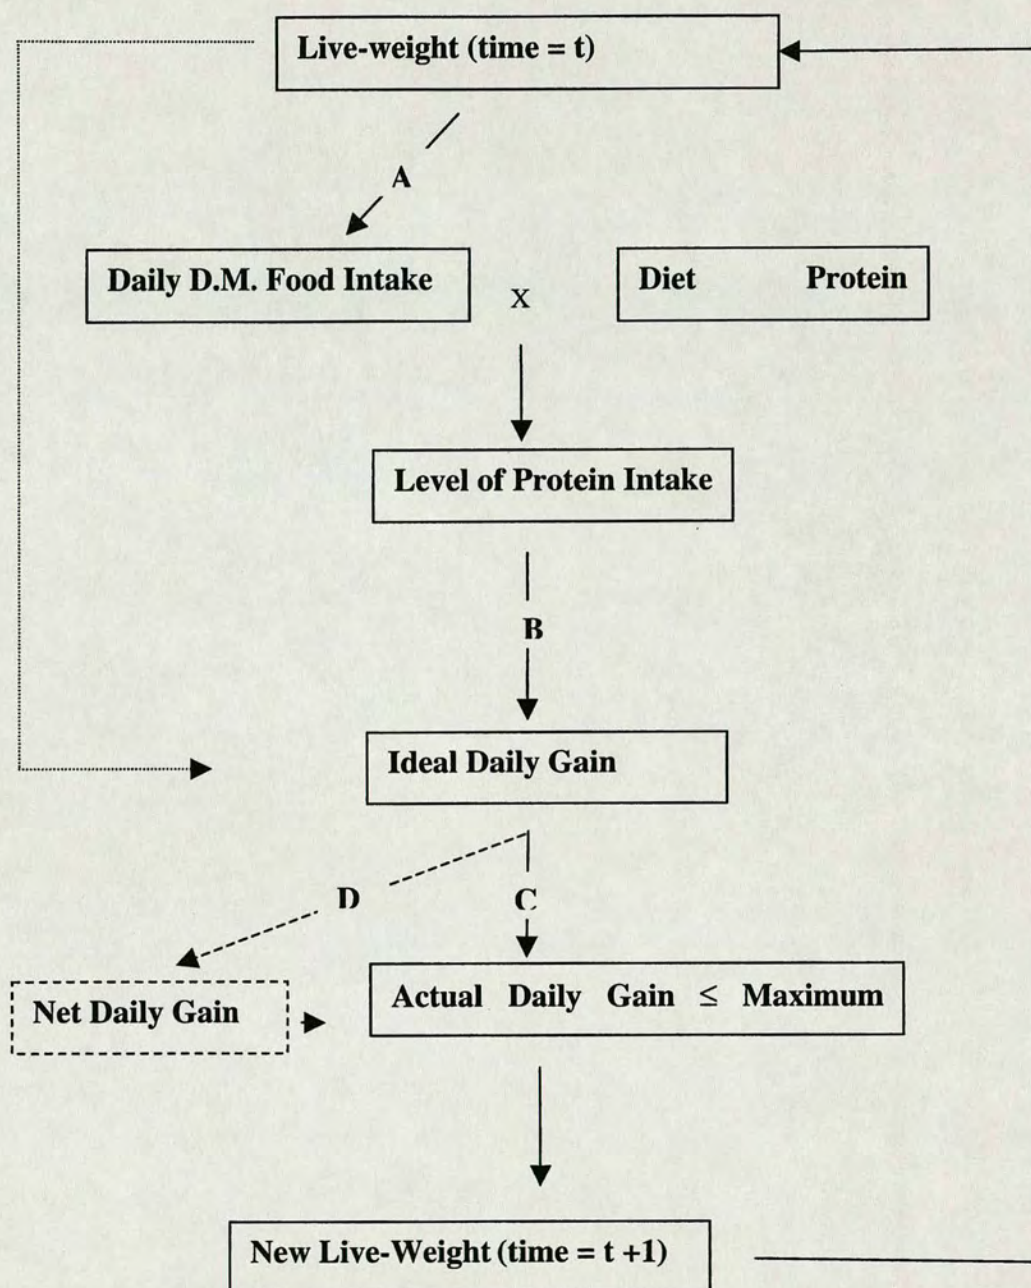 Live-weight (time = t)
A
Daily D.M. Food Intake
X
Diet Protein
Level of Protein Intake
B
Ideal Daily Gain
D
C
Net Daily Gain
Actual Daily Gain ≤ Maximum
New Live-Weight (time = t +1)